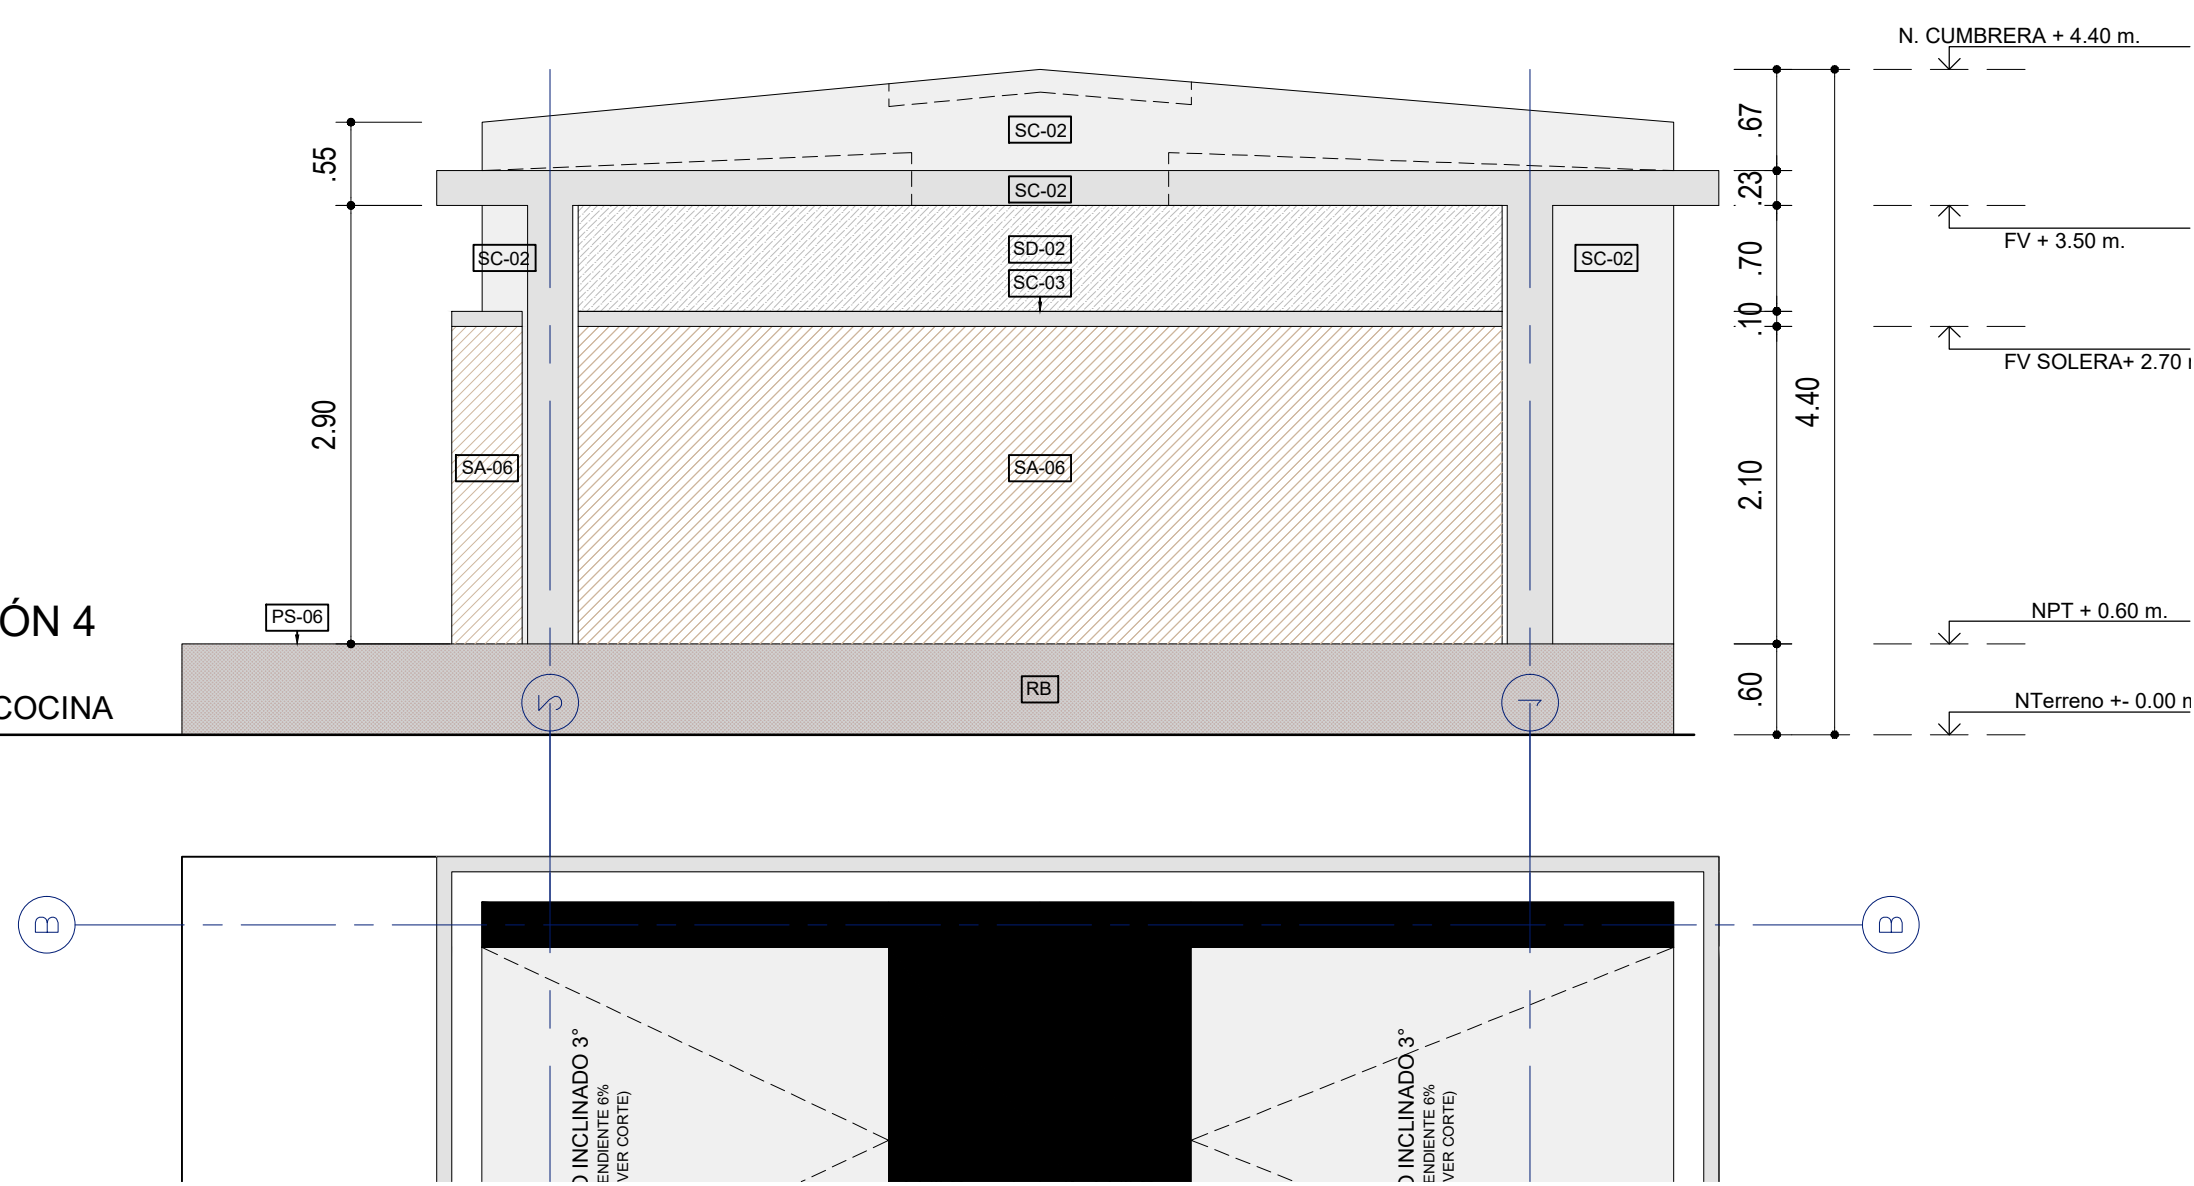 N. CUMBRERA + 4.40 m.
.67
SC-02
.55
.23
SC-02
FV + 3.50 m.
SC-02
SD-02
SC-02
.70
SC-03
.10
FV SOLERA+ 2.70
2.90
4.40
SA-06
SA-06
2.10
PS-06
NPT + 0.60 m.
ÓN 4
RB
.60
NTerreno +- 0.00 m
COCINA
5
1
B
B
O INCLINADO 3°
ENDIENTE 6%
VER CORTE)
O INCLINADO 3°
ENDIENTE 6%
VER CORTE)